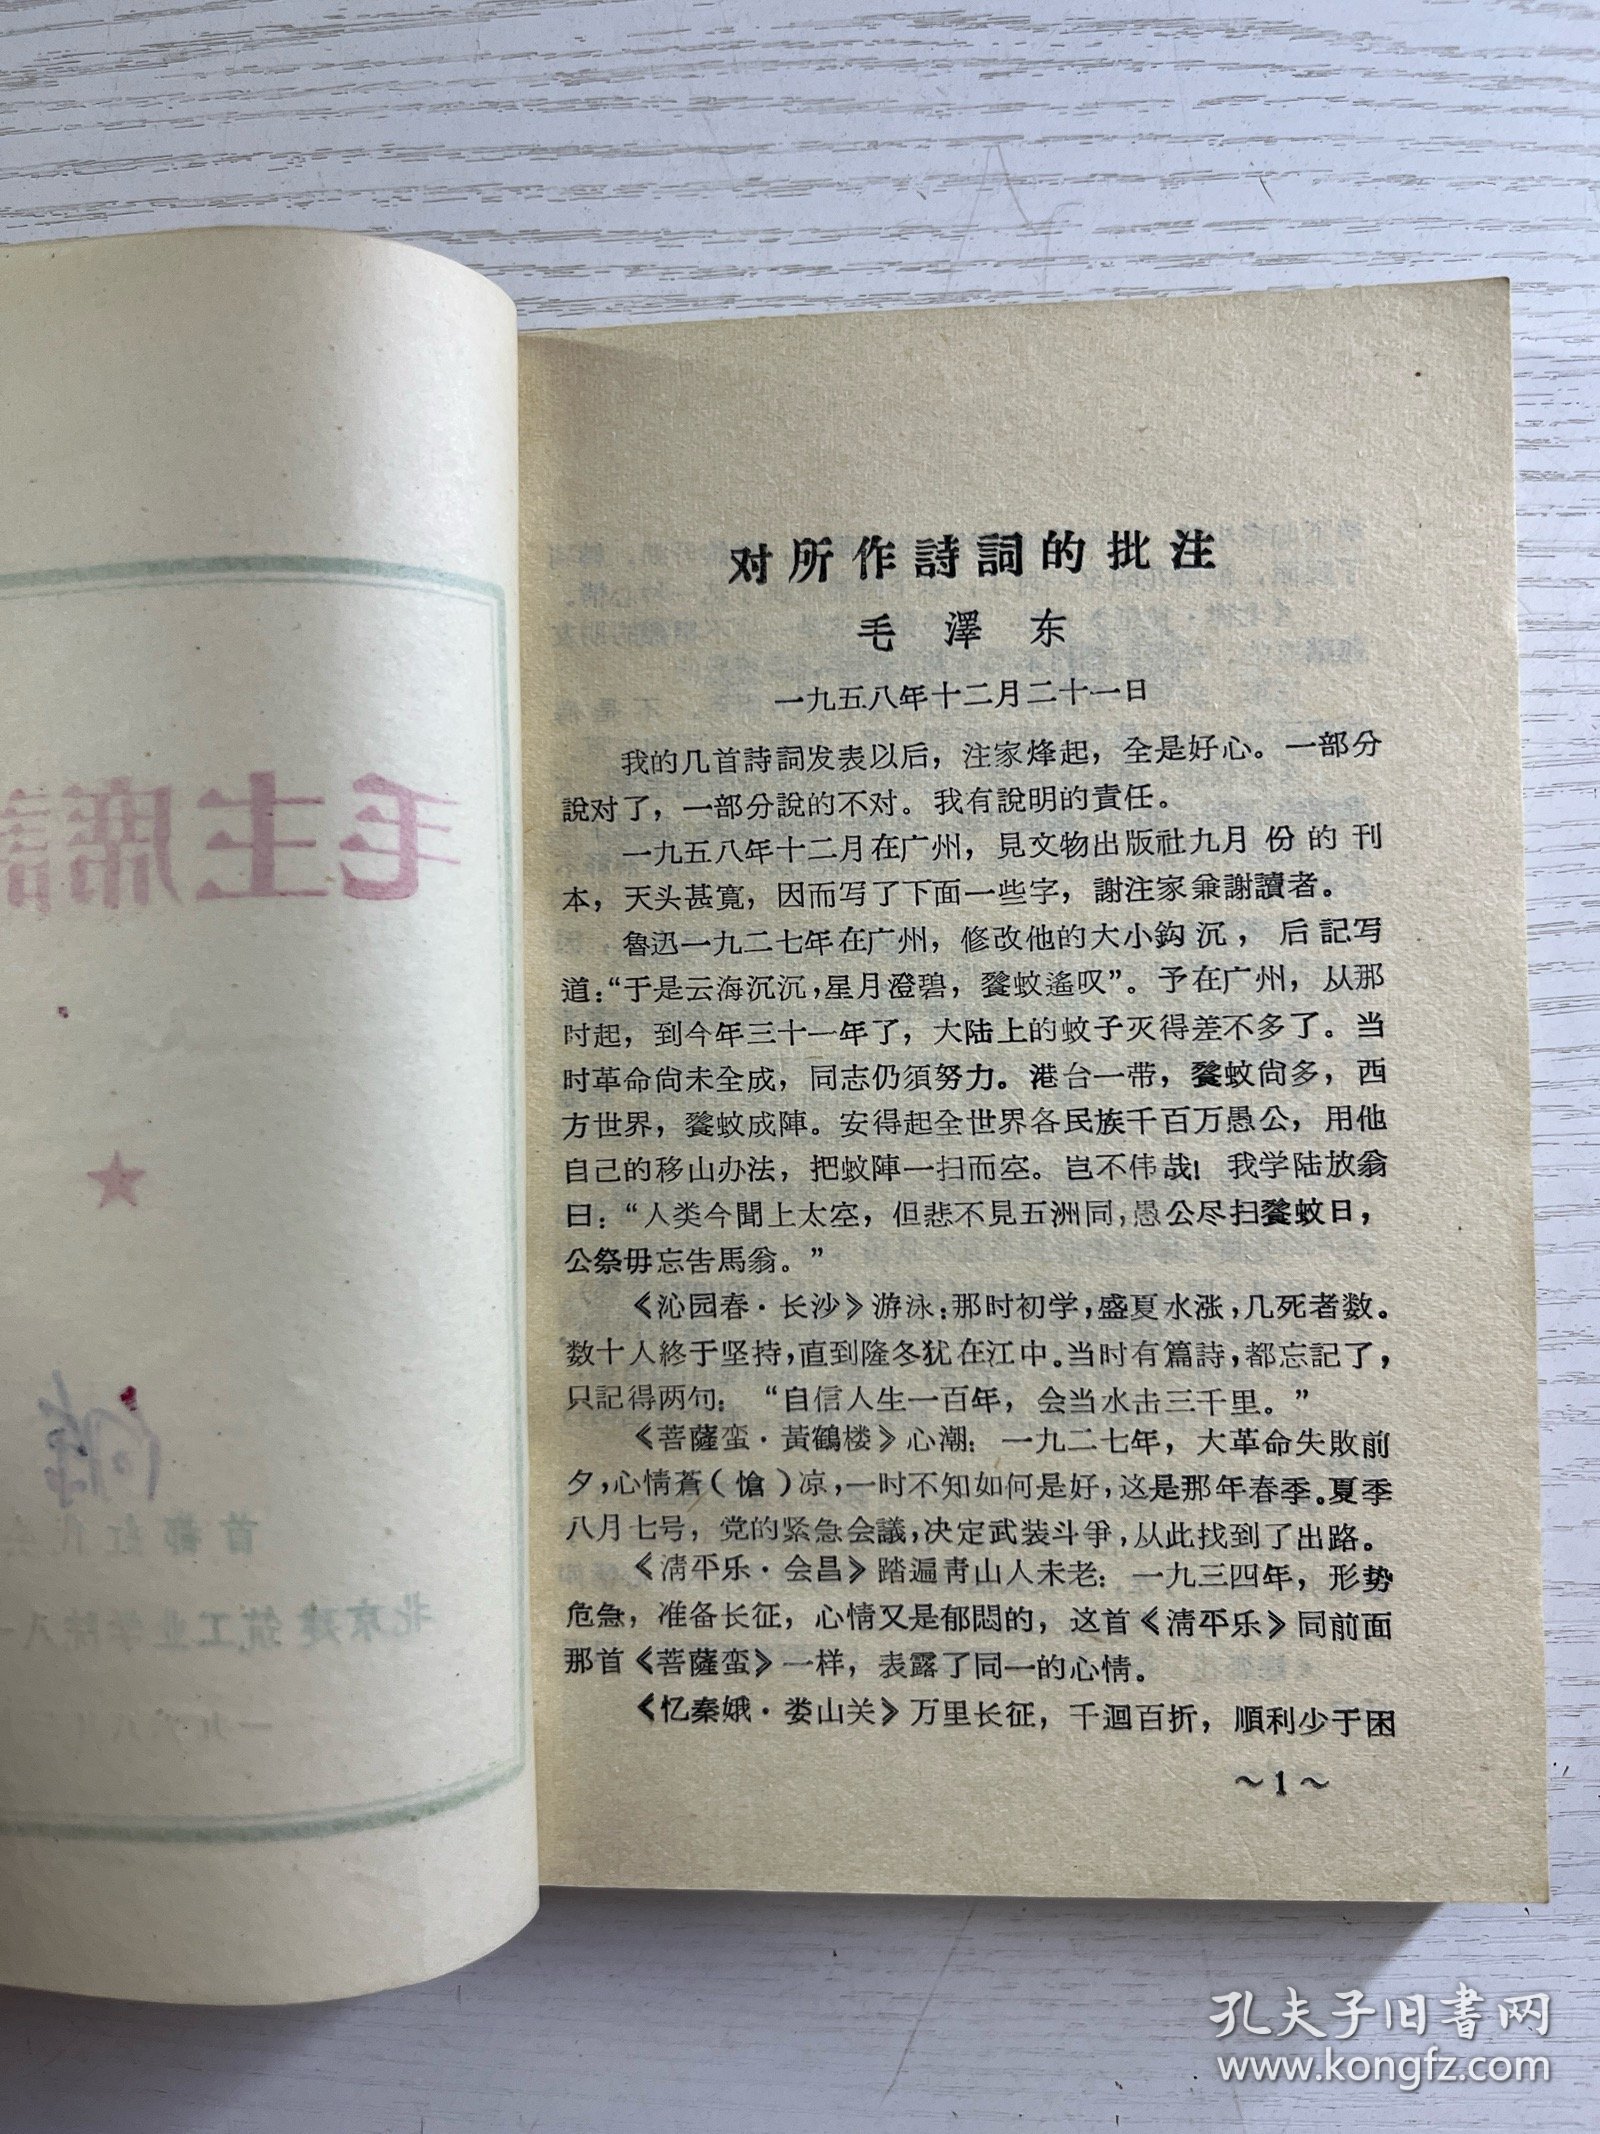 对所作詩詞的批注
毛澤东
一九五八年十二月二十一日
我的几首詩詞发表以后，注家烽起，全是好心。一部分
說对了，一部分說的不对。我有說明的責任。
一九五八年十二月在广州，見文物出版社九月份的刊
本，天头甚寬，因而写了下面一些字，謝注家兼謝讀者。
魯迅一九二七年在广州，修改他的大小鈎沉，后記写
道：“于是云海沉沉，星月澄碧，餮蚊遙叹”。予在广州，从那
时起，到今年三十一年了，大陆上的蚊子灭得差不多了。当
时革命尙未全成，同志仍須努力。港台一带，餮蚊尙多，西
方世界，餮蚊成陣。安得起全世界各民族千百万愚公，用他
自己的移山办法，把蚊陣一扫而空。岂不伟哉！我学陆放翁
曰：“人类今聞上太空，但悲不見五洲同，愚公尽扫餮蚊日，
公祭毋忘吿馬翁。”
《沁园春·长沙》游泳：那时初学，盛夏水涨，几死者数。
数十人終于坚持，直到隆冬犹在江中。当时有篇詩，都忘記了，
只記得两句：“自信人生一百年，会当水击三千里。”
《菩薩蛮·黃鶴楼》心潮：一九二七年，大革命失敗前
夕，心情蒼（愴）凉，一时不知如何是好，这是那年春季。夏季
八月七号，党的紧急会議，决定武装斗爭，从此找到了出路。
《淸平乐·会昌》踏遍靑山人未老：一九三四年，形势
危急，准备长征，心情又是郁悶的，这首《淸平乐》同前面
那首《菩薩蛮》一样，表露了同一的心情。
《忆秦娥·娄山关》万里长征，千迴百折，順利少于困
～1～
毛主席詩
首都红代
北京建筑工业学院八
一九六
孔夫子旧書网
www.kongfz.com